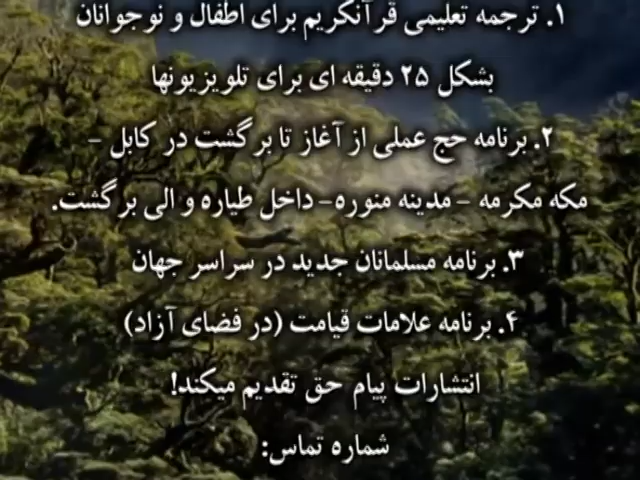 ۱. ترجمه تعلیمی قرآنکریم برای اطفال و نوجوانان
بشکل ۲۵ دقیقه ای برای تلویزیونها
۲. برنامه حج عملی از آغاز تا برگشت در کابل -
مکه مکرمه - مدینه منوره- داخل طیاره و الی برگشت.
۳. برنامه مسلمانان جدید در سراسر جهان
۴. برنامه علامات قیامت (در فضای آزاد)
انتشارات پیام حق تقدیم میکند!
شماره تماس: